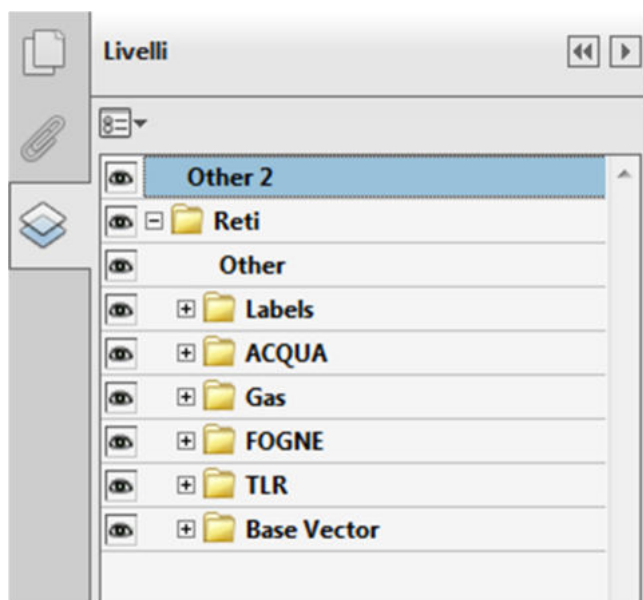 Livelli
Other 2
Reti
Other
Labels
ACQUA
Gas
FOGNE
TLR
Base Vector